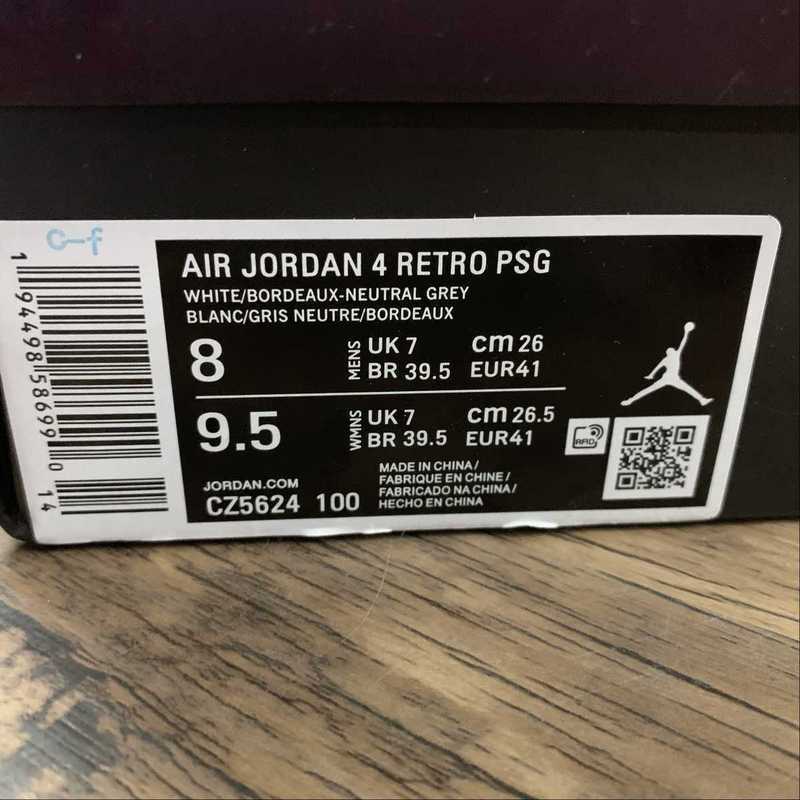 c-f
1 94498 58699 0 14
AIR JORDAN 4 RETRO PSG
WHITE/BORDEAUX-NEUTRAL GREY
BLANC/GRIS NEUTRE/BORDEAUX
8 MENS UK 7 cm 26
BR 39.5 EUR41
9.5 WMNS UK 7 cm 26.5
BR 39.5 EUR41
RFID
JORDAN.COM
CZ5624 100
MADE IN CHINA/
FABRIQUE EN CHINE/
FABRICADO NA CHINA/
HECHO EN CHINA